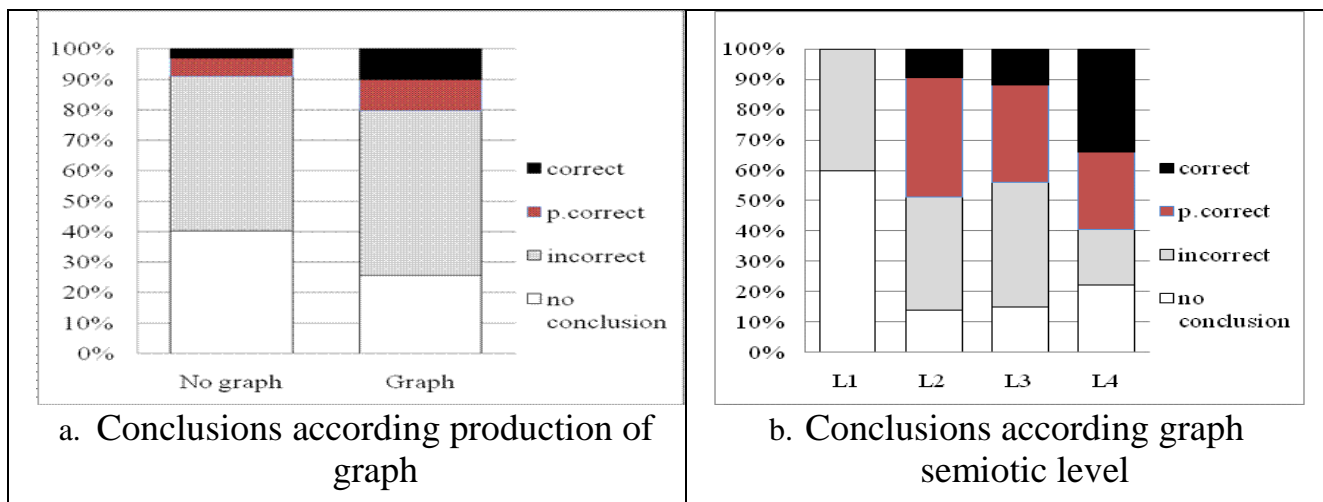 100%
90%
80%
70%
60%
50%
40%
30%
20%
10%
0%
No graph
Graph
correct
p.correct
incorrect
no
conclusion
a. Conclusions according production of
graph
100%
90%
80%
70%
60%
50%
40%
30%
20%
10%
0%
L1
L2
L3
L4
correct
p.correct
incorrect
no
conclusion
b. Conclusions according graph
semiotic level